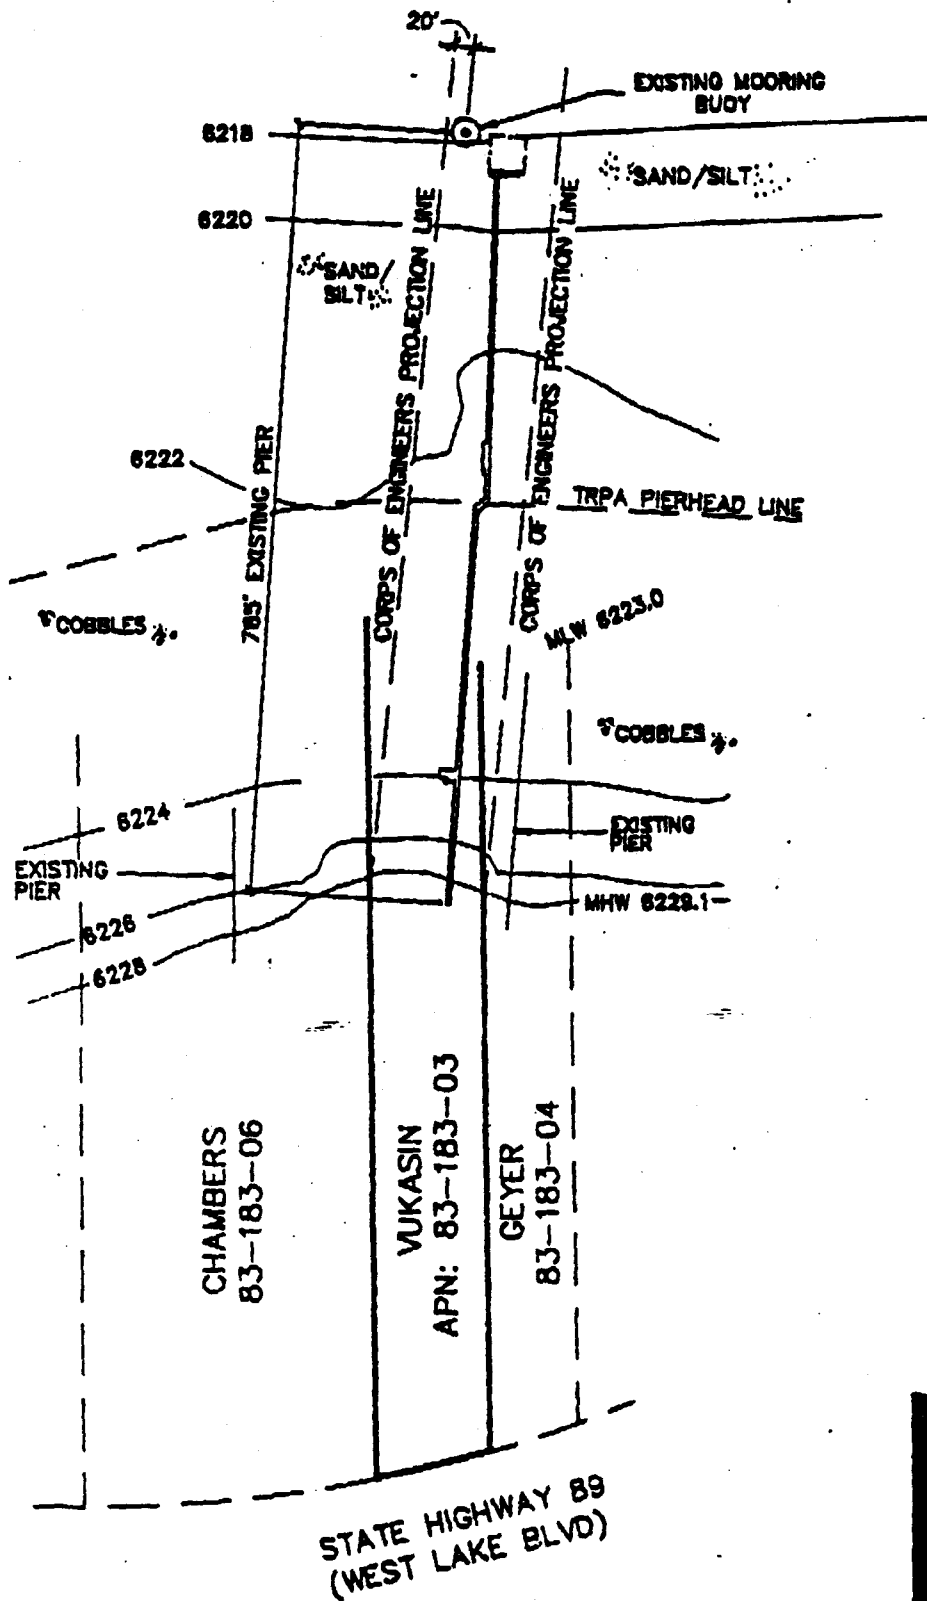 20'
EXISTING MOORING
BUOY
6218
SAND/SILT
6220
SAND/
SILT
CORPS OF ENGINEERS PROJECTION LINE
CORPS OF ENGINEERS PROJECTION LINE
6222
785' EXISTING PIER
TRPA PIERHEAD LINE
COBBLES
MLW 6223.0
COBBLES
6224
EXISTING
PIER
EXISTING
PIER
MHW 6229.1
6226
6228
CHAMBERS
83-183-06
VUKASIN
APN: 83-183-03
GEYER
83-183-04
STATE HIGHWAY 89
(WEST LAKE BLVD)